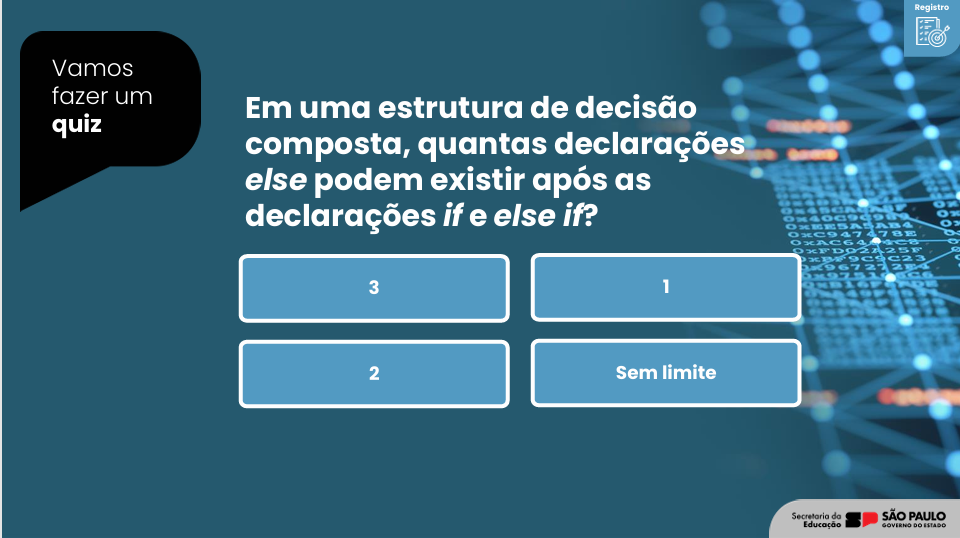 Registro
Vamos
fazer um
quiz
Em uma estrutura de decisão
composta, quantas declarações
else podem existir após as
declarações if e else if?
3
1
2
Sem limite
Secretaria da
Educação
SP
SÃO PAULO
GOVERNO DO ESTADO